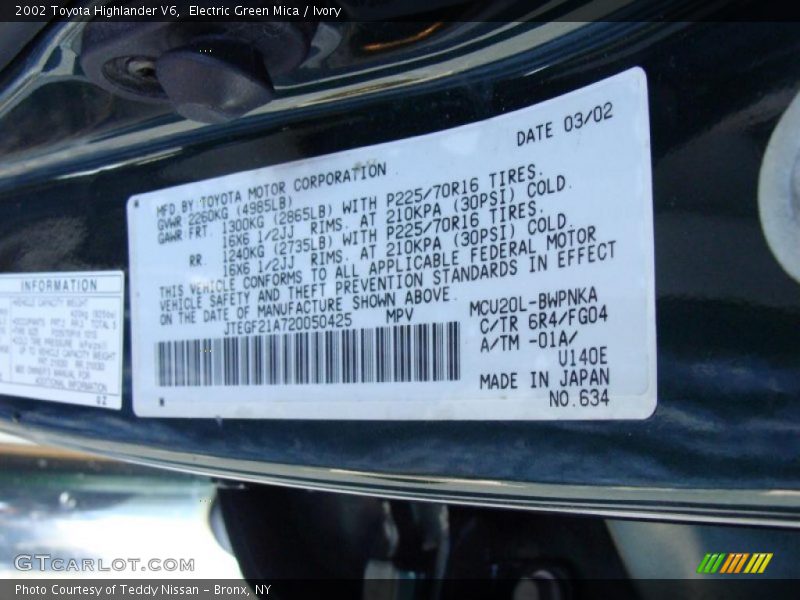 2002 Toyota Highlander V6, Electric Green Mica / Ivory
DATE 03/02
MFD BY TOYOTA MOTOR CORPORATION
GVWR 2260KG (4985LB)
GAWR FRT. 1300KG (2865LB) WITH P225/70R16 TIRES.
16X6 1/2JJ RIMS. AT 210KPA (30PSI) COLD.
RR. 1240KG (2735LB) WITH P225/70R16 TIRES.
16X6 1/2JJ RIMS. AT 210KPA (30PSI) COLD.
THIS VEHICLE CONFORMS TO ALL APPLICABLE FEDERAL MOTOR
VEHICLE SAFETY AND THEFT PREVENTION STANDARDS IN EFFECT
ON THE DATE OF MANUFACTURE SHOWN ABOVE.
JTEGF21A720050425 MPV
MCU20L-BWPNKA
C/TR 6R4/FG04
A/TM -01A/
U140E
MADE IN JAPAN
NO.634
INFORMATION
VEHICLE CAPACITY WEIGHT
ADDITIONAL INFORMATION
GTCARLOT.COM
Photo Courtesy of Teddy Nissan - Bronx, NY